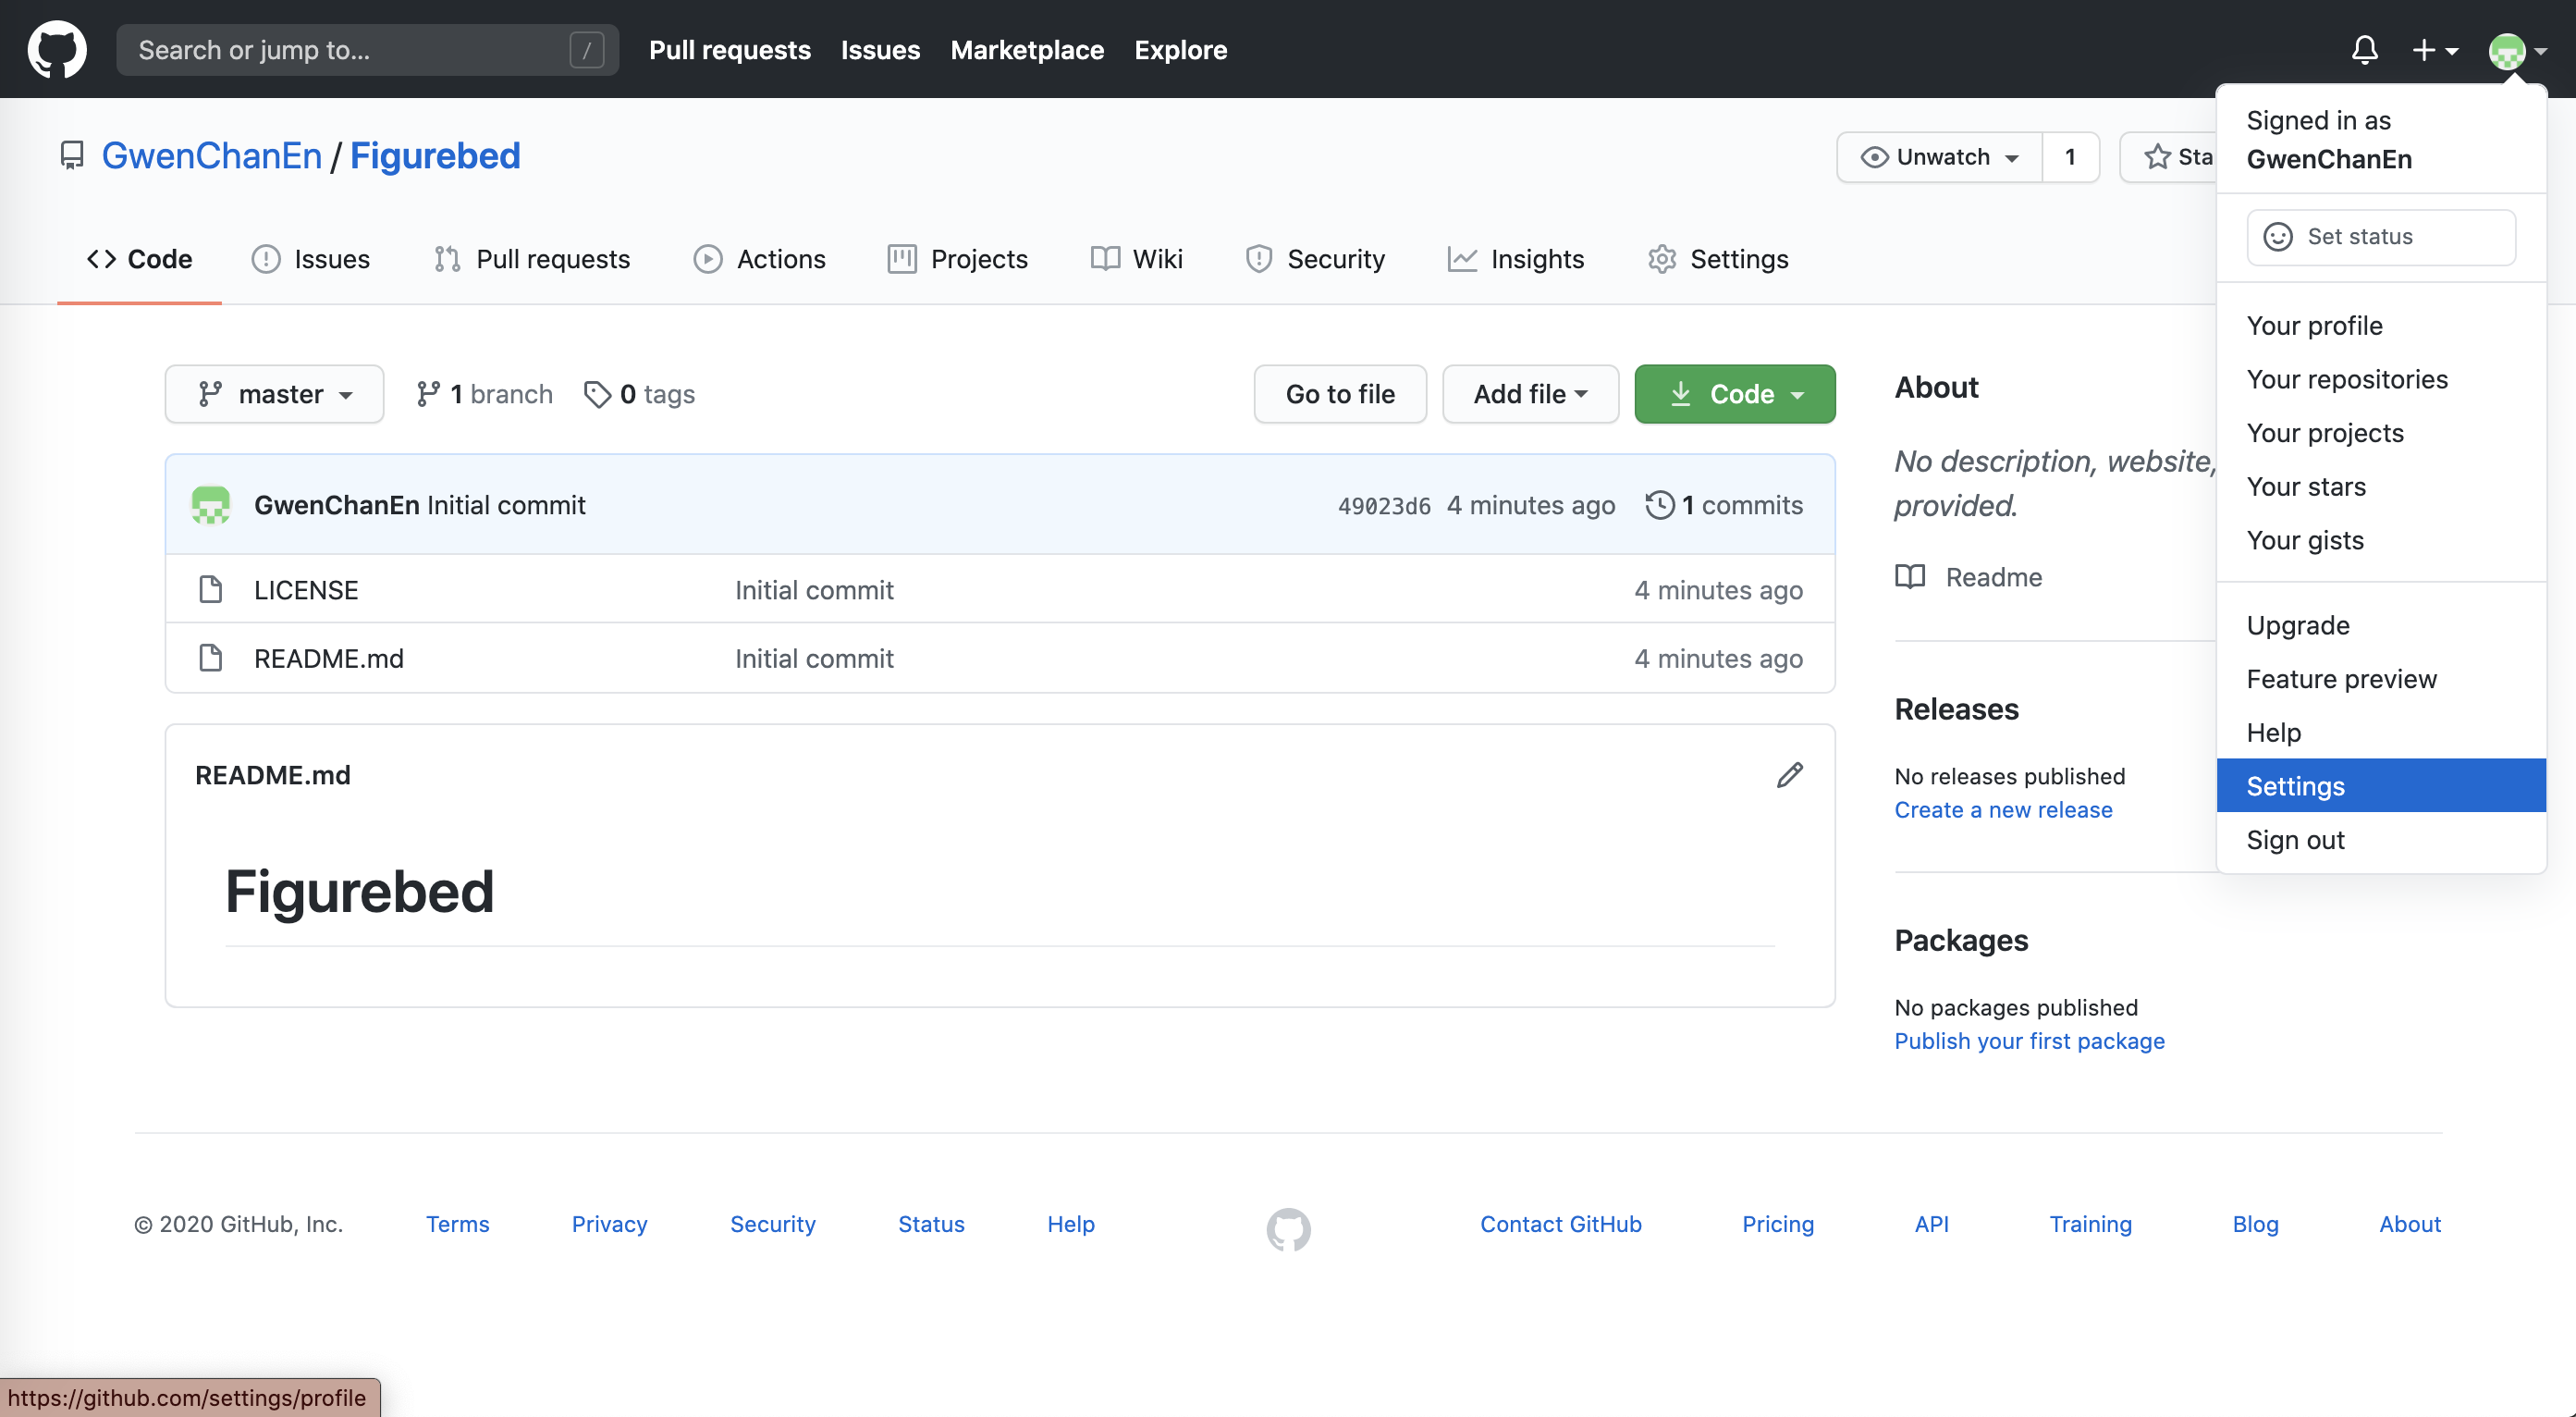 Search or jump to... /
Pull requests Issues Marketplace Explore
GwenChanEn / Figurebed
Unwatch 1
Signed in as
GwenChanEn
Set status
Code Issues Pull requests Actions Projects Wiki Security Insights Settings
Your profile
Your repositories
Your projects
Your stars
Your gists
Upgrade
Feature preview
Help
Settings
Sign out
master 1 branch 0 tags
Go to file Add file Code
GwenChanEn Initial commit 49023d6 4 minutes ago 1 commits
LICENSE Initial commit 4 minutes ago
README.md Initial commit 4 minutes ago
README.md
Figurebed
About
No description, website,
provided.
Readme
Releases
No releases published
Create a new release
Packages
No packages published
Publish your first package
© 2020 GitHub, Inc. Terms Privacy Security Status Help Contact GitHub Pricing API Training Blog About
https://github.com/settings/profile